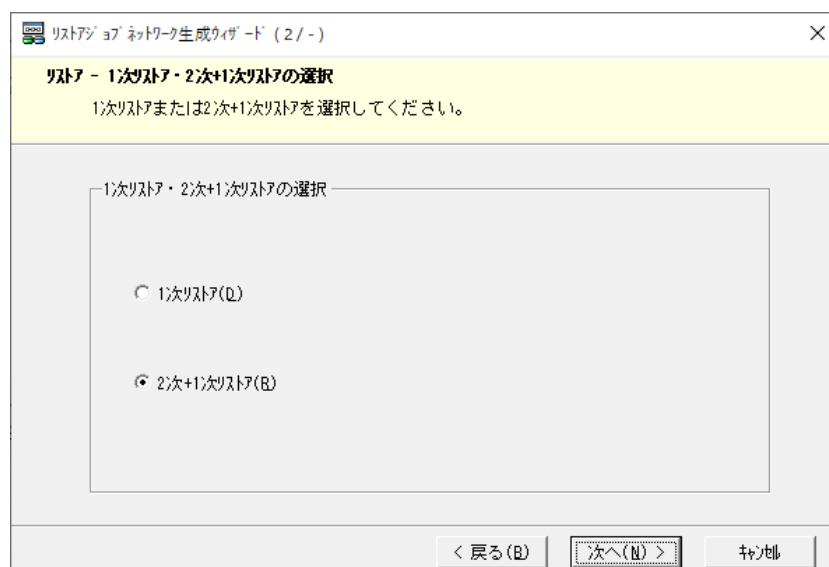 ﾘｽﾄｱｼﾞｮﾌﾞﾈｯﾄﾜｰｸ生成ｳｨｻﾞｰﾄﾞ (2/-)
ﾘｽﾄｱ - 1次ﾘｽﾄｱ・2次+1次ﾘｽﾄｱの選択
1次ﾘｽﾄｱまたは2次+1次ﾘｽﾄｱを選択してください。
1次ﾘｽﾄｱ・2次+1次ﾘｽﾄｱの選択
1次ﾘｽﾄｱ(D)
2次+1次ﾘｽﾄｱ(R)
< 戻る(B)
次へ(N) >
ｷｬﾝｾﾙ